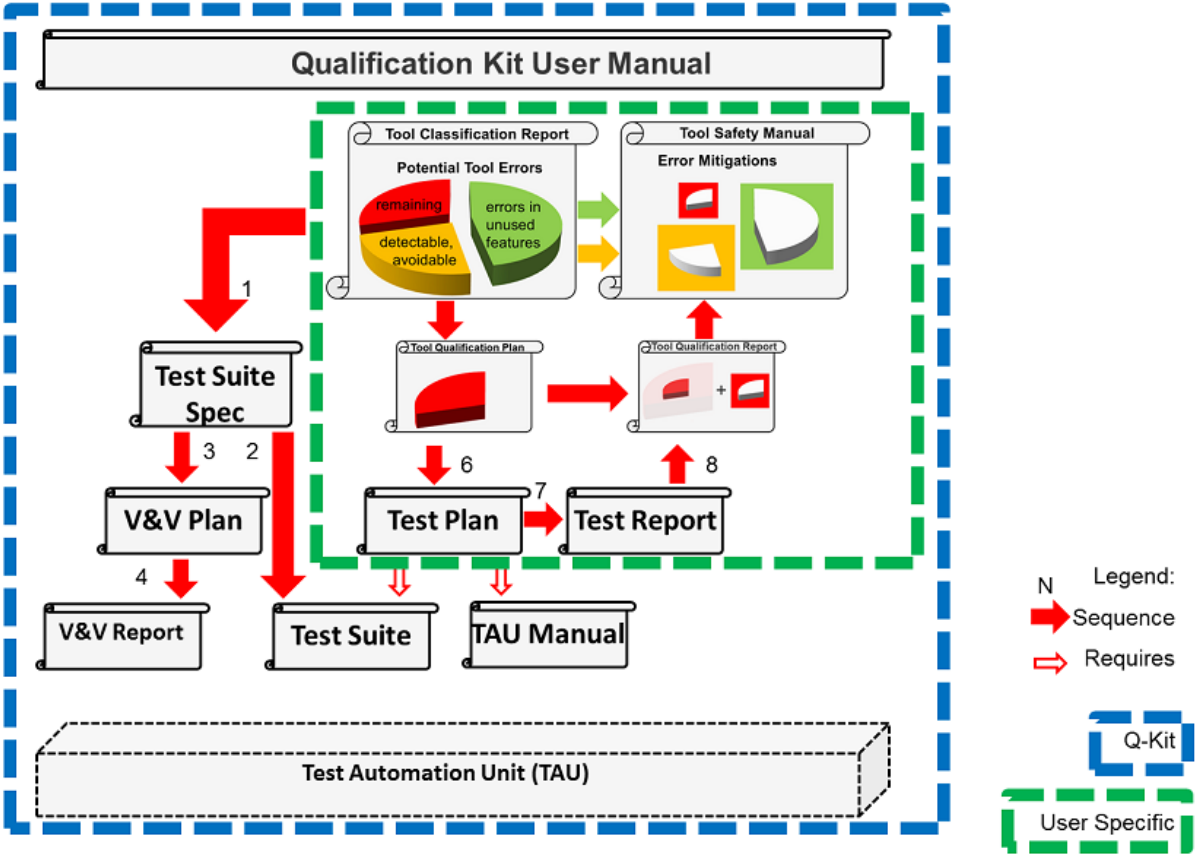 Qualification Kit User Manual
Tool Classification Report
Potential Tool Errors
remaining
errors in
unused
features
detectable,
avoidable
Tool Safety Manual
Error Mitigations
1
Tool Qualification Plan
Tool Qualification Report
+
Test Suite
Spec
3
2
6
8
7
V&V Plan
Test Plan
Test Report
4
V&V Report
Test Suite
TAU Manual
Test Automation Unit (TAU)
Legend:
N
Sequence
Requires
Q-Kit
User Specific